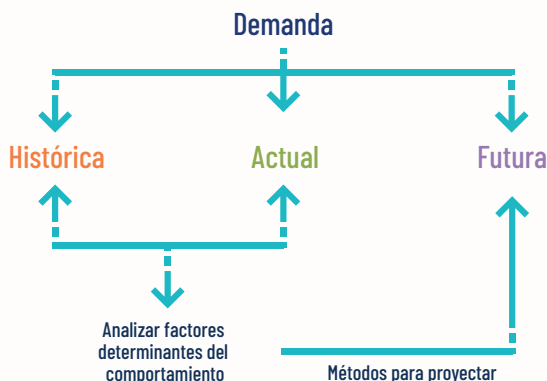 Demanda
Histórica
Actual
Futura
Analizar factores
determinantes del
comportamiento
Métodos para proyectar